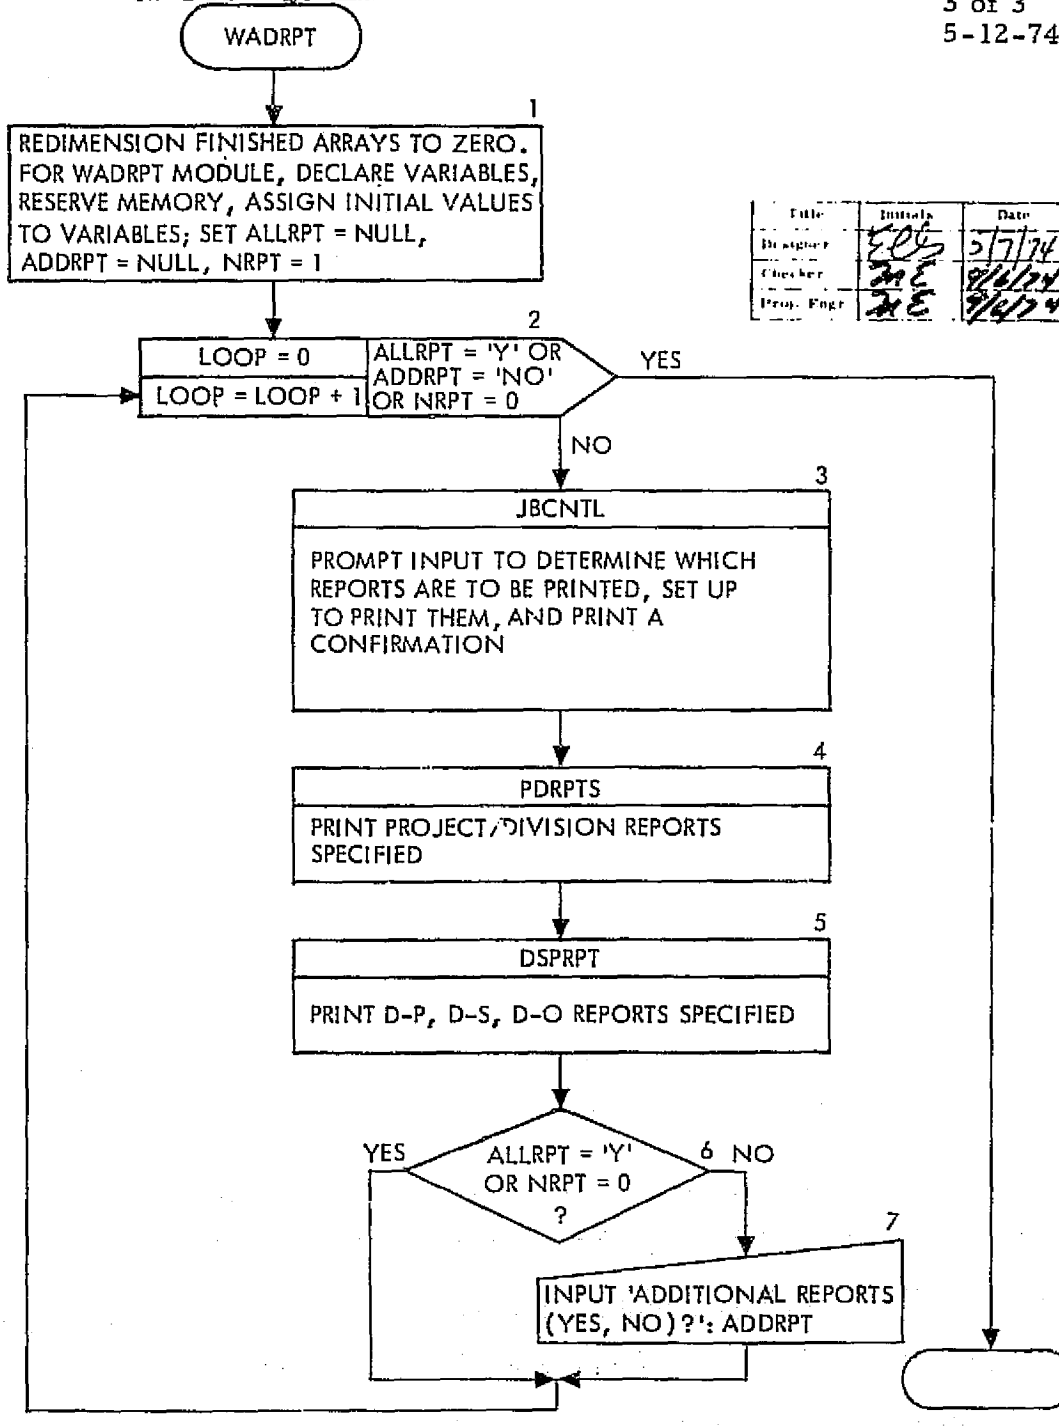 3 of 3
5-12-74
WADRPT
1
REDIMENSION FINISHED ARRAYS TO ZERO.
FOR WADRPT MODULE, DECLARE VARIABLES,
RESERVE MEMORY, ASSIGN INITIAL VALUES
TO VARIABLES; SET ALLRPT = NULL,
ADDRPT = NULL, NRPT = 1
Title Initials Date
Designer 5/7/74
Checker ME 9/6/74
Proj. Engr ME 9/6/74
2
LOOP = 0
LOOP = LOOP + 1
ALLRPT = 'Y' OR
ADDRPT = 'NO'
OR NRPT = 0
YES
NO
3
JBCNTL
PROMPT INPUT TO DETERMINE WHICH
REPORTS ARE TO BE PRINTED, SET UP
TO PRINT THEM, AND PRINT A
CONFIRMATION
4
PDRPTS
PRINT PROJECT/DIVISION REPORTS
SPECIFIED
5
DSPRPT
PRINT D-P, D-S, D-O REPORTS SPECIFIED
YES
ALLRPT = 'Y'
OR NRPT = 0
?
6 NO
7
INPUT 'ADDITIONAL REPORTS
(YES, NO)?': ADDRPT